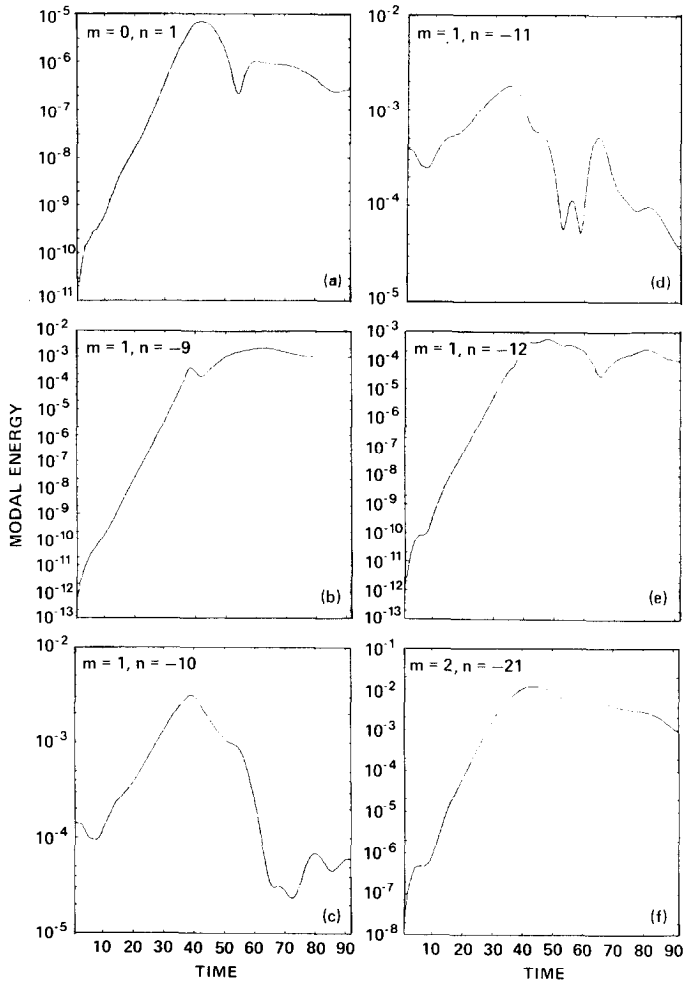 MODAL ENERGY
m = 0, n = 1
10⁻⁵
10⁻⁶
10⁻⁷
10⁻⁸
10⁻⁹
10⁻¹⁰
10⁻¹¹
(a)
m = 1, n = −11
10⁻²
10⁻³
10⁻⁴
10⁻⁵
(d)
m = 1, n = −9
10⁻²
10⁻³
10⁻⁴
10⁻⁵
10⁻⁶
10⁻⁷
10⁻⁸
10⁻⁹
10⁻¹⁰
10⁻¹¹
10⁻¹²
10⁻¹³
(b)
m = 1, n = −12
10⁻³
10⁻⁴
10⁻⁵
10⁻⁶
10⁻⁷
10⁻⁸
10⁻⁹
10⁻¹⁰
10⁻¹¹
10⁻¹²
10⁻¹³
(e)
m = 1, n = −10
10⁻²
10⁻³
10⁻⁴
10⁻⁵
(c)
10 20 30 40 50 60 70 80 90
TIME
m = 2, n = −21
10⁻¹
10⁻²
10⁻³
10⁻⁴
10⁻⁵
10⁻⁶
10⁻⁷
10⁻⁸
(f)
10 20 30 40 50 60 70 80 90
TIME